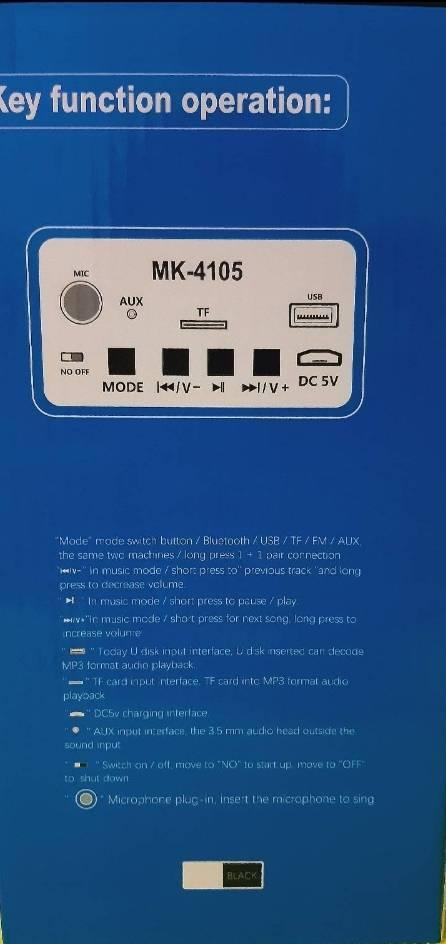 Key function operation:
MK-4105
MIC
AUX
TF
USB
NO OFF
MODE |◀◀/V- ▶|| ▶▶|/V+ DC 5V
"Mode" mode switch button / Bluetooth / USB / TF / FM / AUX,
the same two machines / long press 1 + 1 pair connection
"|◀◀/V-" in music mode / short press to" previous track "and long
press to decrease volume.
" ▶|| " In music mode / short press to pause / play
"▶▶|/V+"In music mode / short press for next song, long press to
increase volume
" " Today U disk input interface, U disk inserted can decode
MP3 format audio playback
" " TF card input interface, TF card into MP3 format audio
playback
" " DC5v charging interface
" " AUX input interface, the 3.5 mm audio head outside the
sound input
" " Switch on / off, move to "NO" to start up, move to "OFF"
to shut down
" " Microphone plug-in, insert the microphone to sing
BLACK